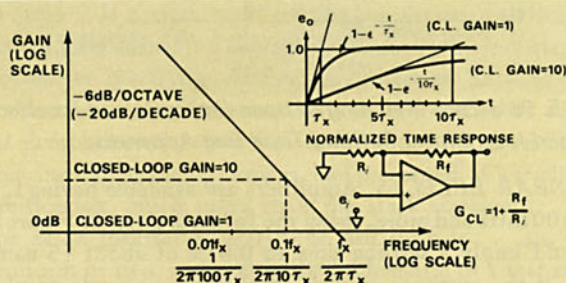 GAIN
(LOG
SCALE)
−6dB/OCTAVE
(−20dB/DECADE)
CLOSED-LOOP GAIN=10
0dB
CLOSED-LOOP GAIN=1
0.01fx
0.1fx
fx
FREQUENCY
(LOG SCALE)
1/2π100τx
1/2π10τx
1/2πτx
eo
1.0
1−e −t/τx
(C.L. GAIN=1)
(C.L. GAIN=10)
1−e −t/10τx
t
τx
5τx
10τx
NORMALIZED TIME RESPONSE
Ri
Rf
−
+
ei
GCL=1+ Rf/Ri